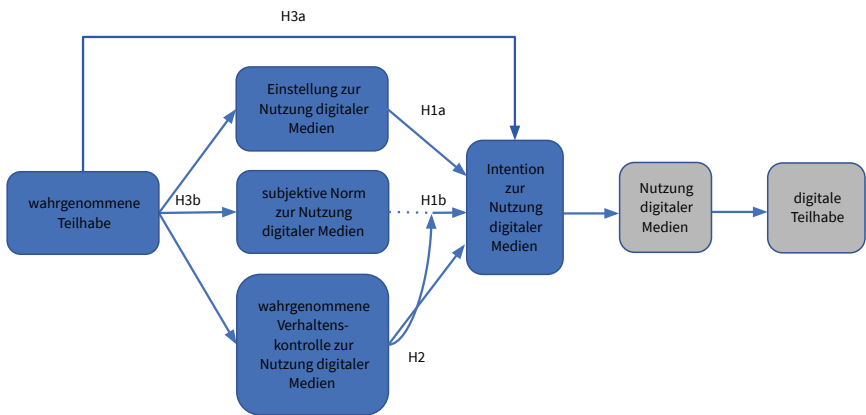 H3a
Einstellung zur
Nutzung digitaler
Medien
H1a
wahrgenommene
Teilhabe
H3b
subjektive Norm
zur Nutzung
digitaler Medien
H1b
Intention
zur
Nutzung
digitaler
Medien
Nutzung
digitaler
Medien
digitale
Teilhabe
wahrgenommene
Verhaltens-
kontrolle zur
Nutzung digitaler
Medien
H2